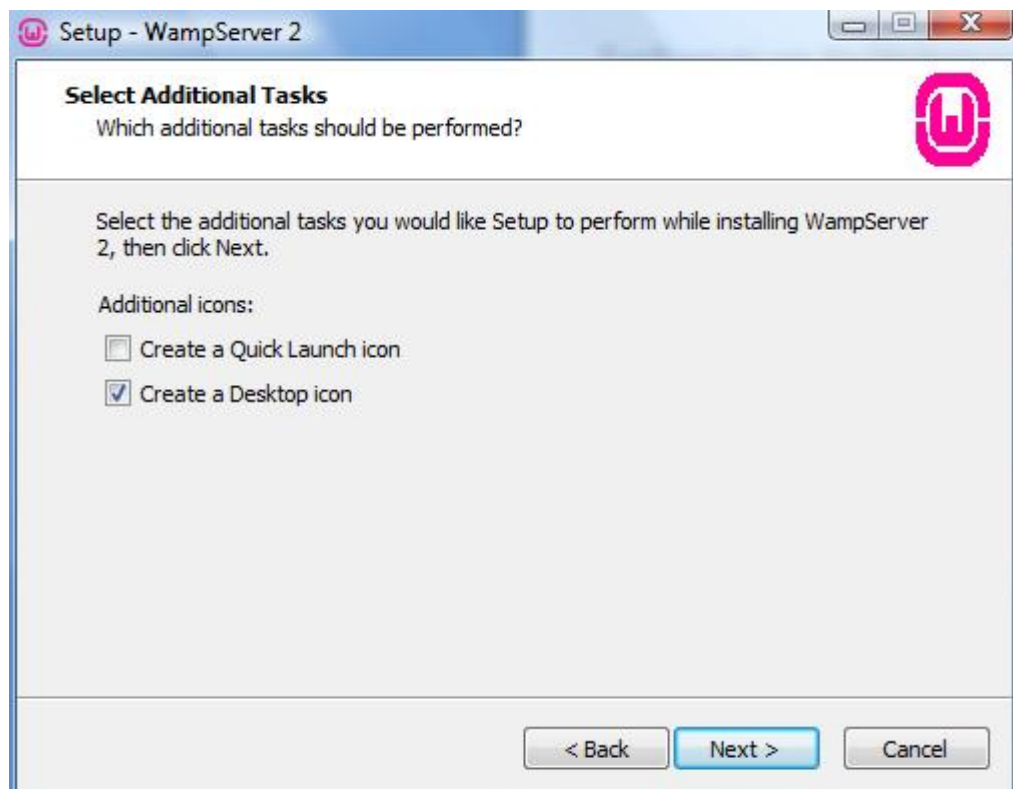 Setup - WampServer 2
Select Additional Tasks
Which additional tasks should be performed?
Select the additional tasks you would like Setup to perform while installing WampServer
2, then click Next.
Additional icons:
Create a Quick Launch icon
Create a Desktop icon
< Back
Next >
Cancel